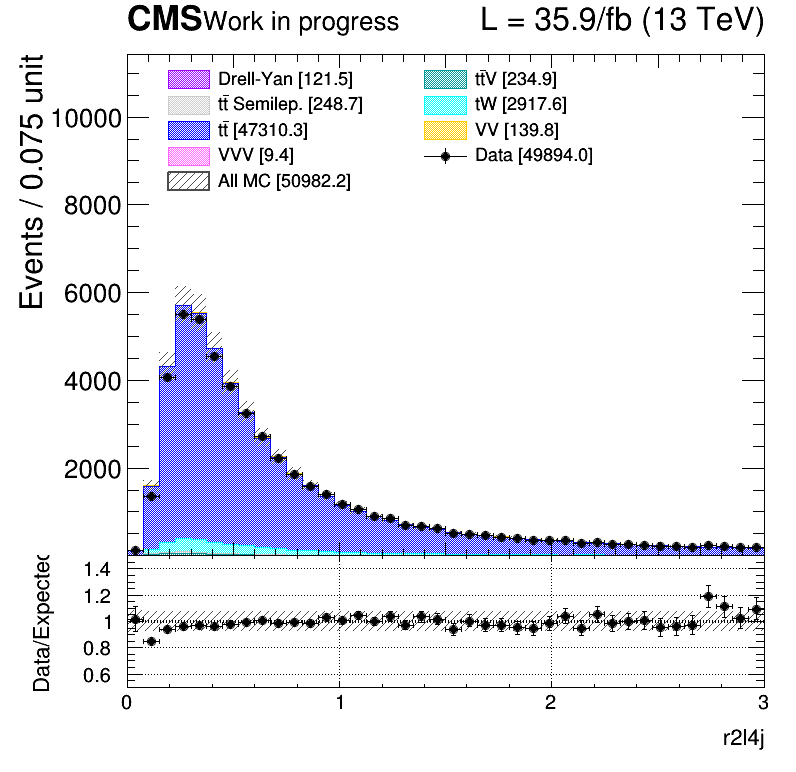 CMS Work in progress L = 35.9/fb (13 TeV)
Events / 0.075 unit
10000
8000
6000
4000
2000
Drell-Yan [121.5]
tt̄ Semilep. [248.7]
tt̄ [47310.3]
VVV [9.4]
All MC [50982.2]
tt̄V [234.9]
tW [2917.6]
VV [139.8]
Data [49894.0]
Data/Expected
1.4
1.2
1
0.8
0.6
0 1 2 3
r2l4j